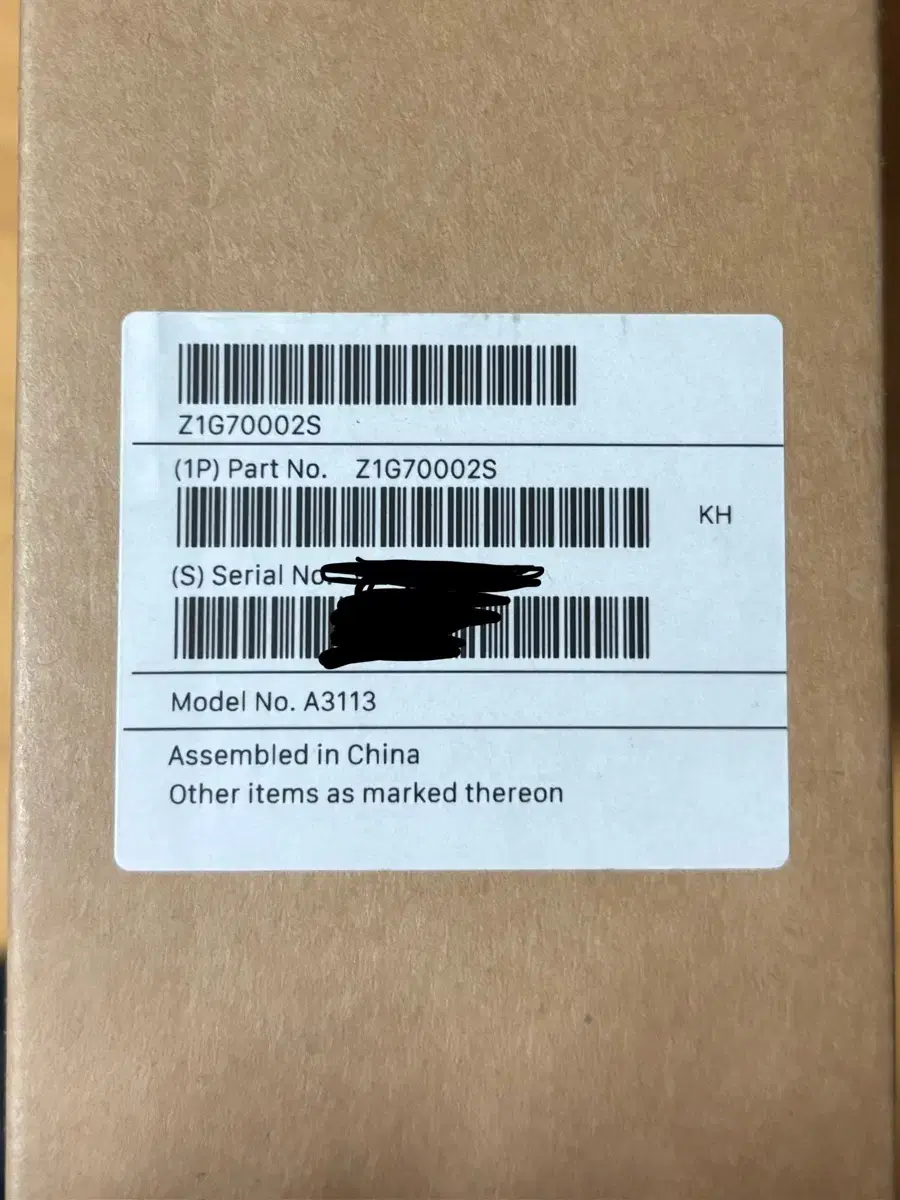 Z1G70002S
(1P) Part No. Z1G70002S
KH
(S) Serial No.
Model No. A3113
Assembled in China
Other items as marked thereon